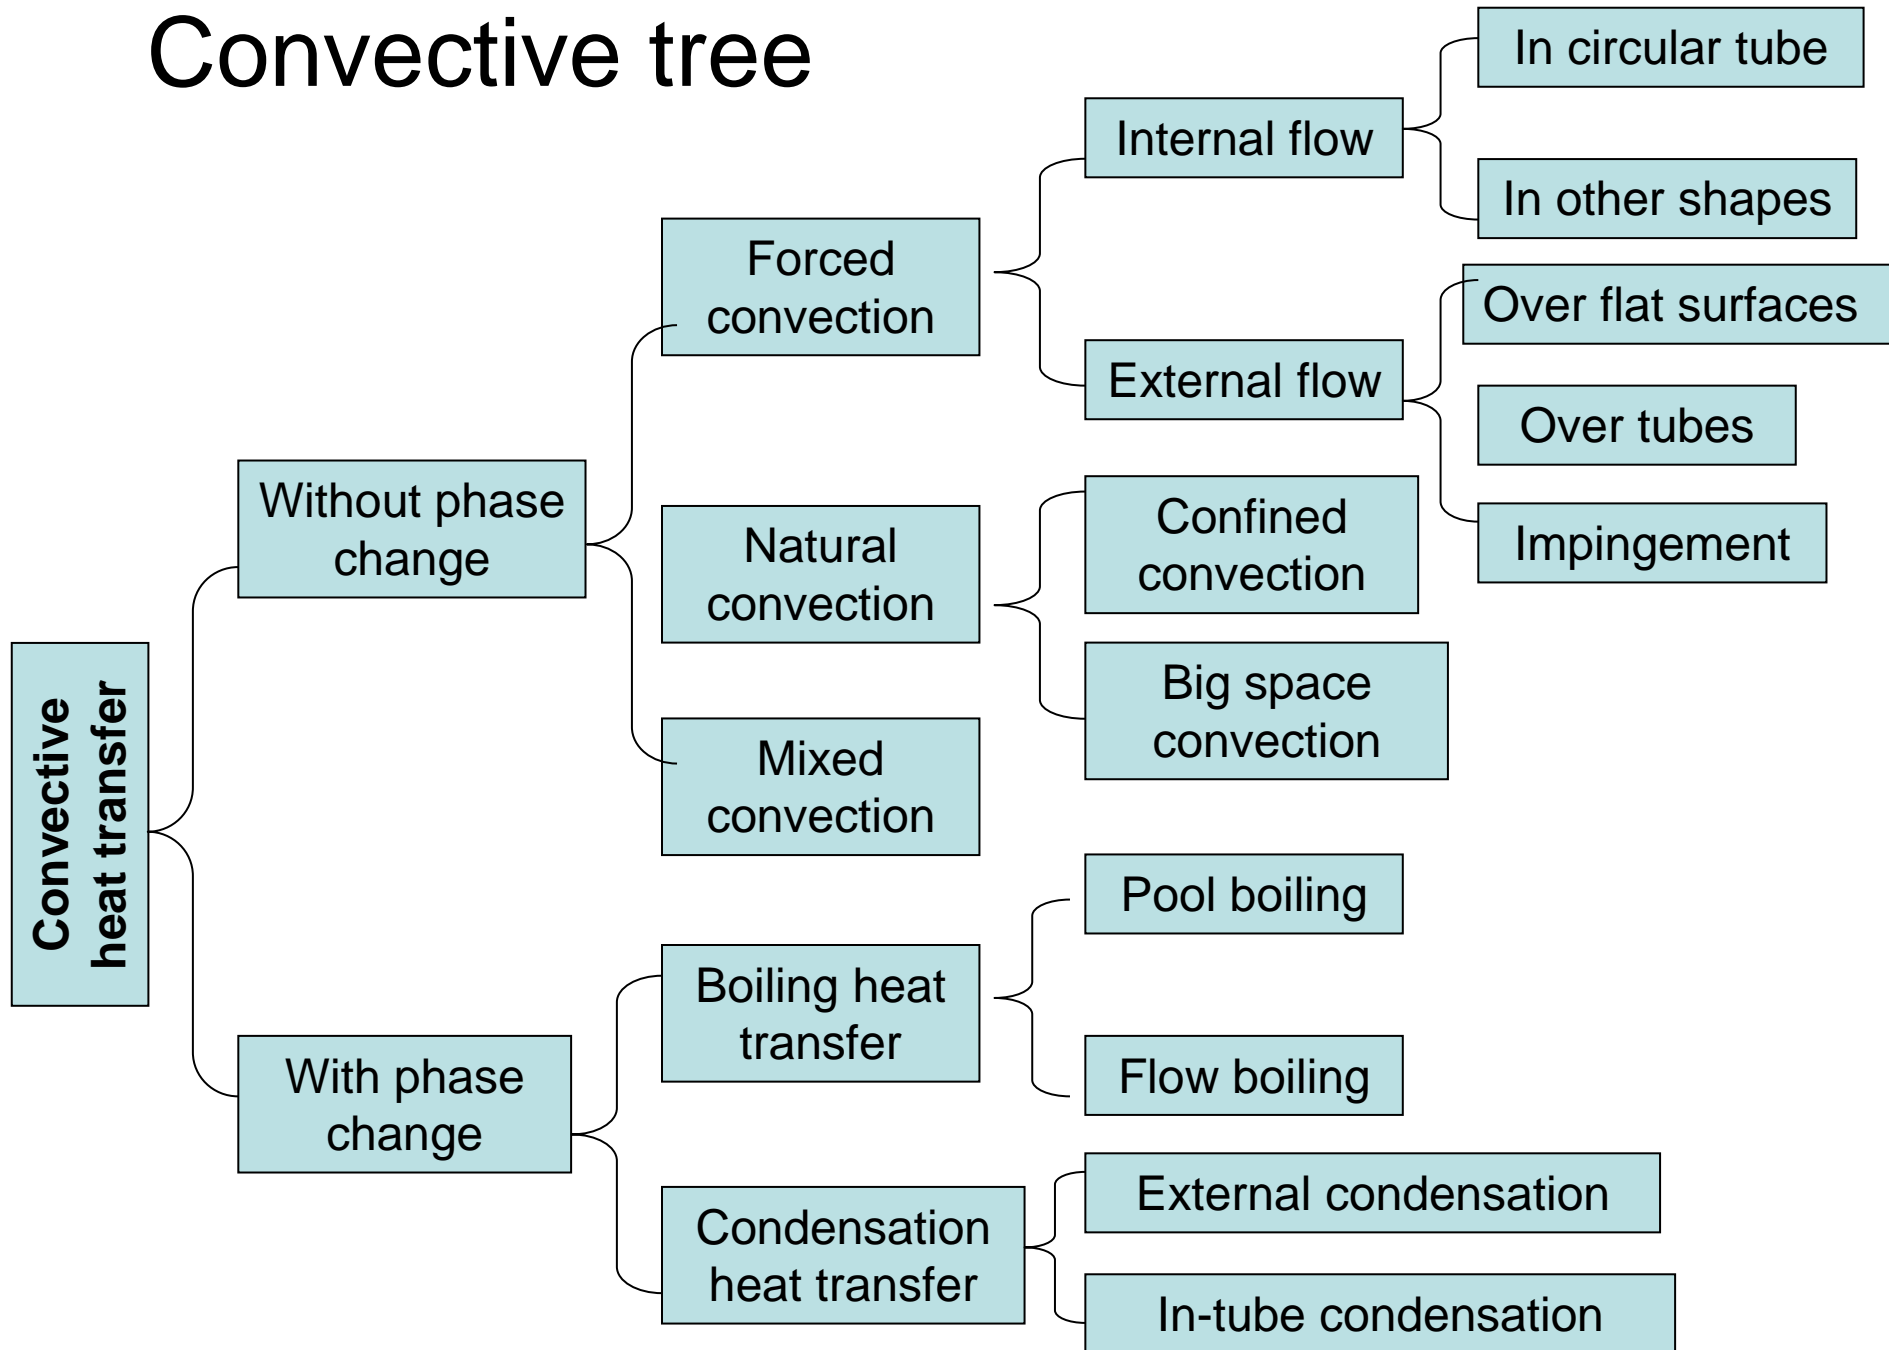 Convective tree
Convective
heat transfer
Without phase
change
With phase
change
Forced
convection
Natural
convection
Mixed
convection
Boiling heat
transfer
Condensation
heat transfer
Internal flow
External flow
Confined
convection
Big space
convection
Pool boiling
Flow boiling
External condensation
In-tube condensation
In circular tube
In other shapes
Over flat surfaces
Over tubes
Impingement